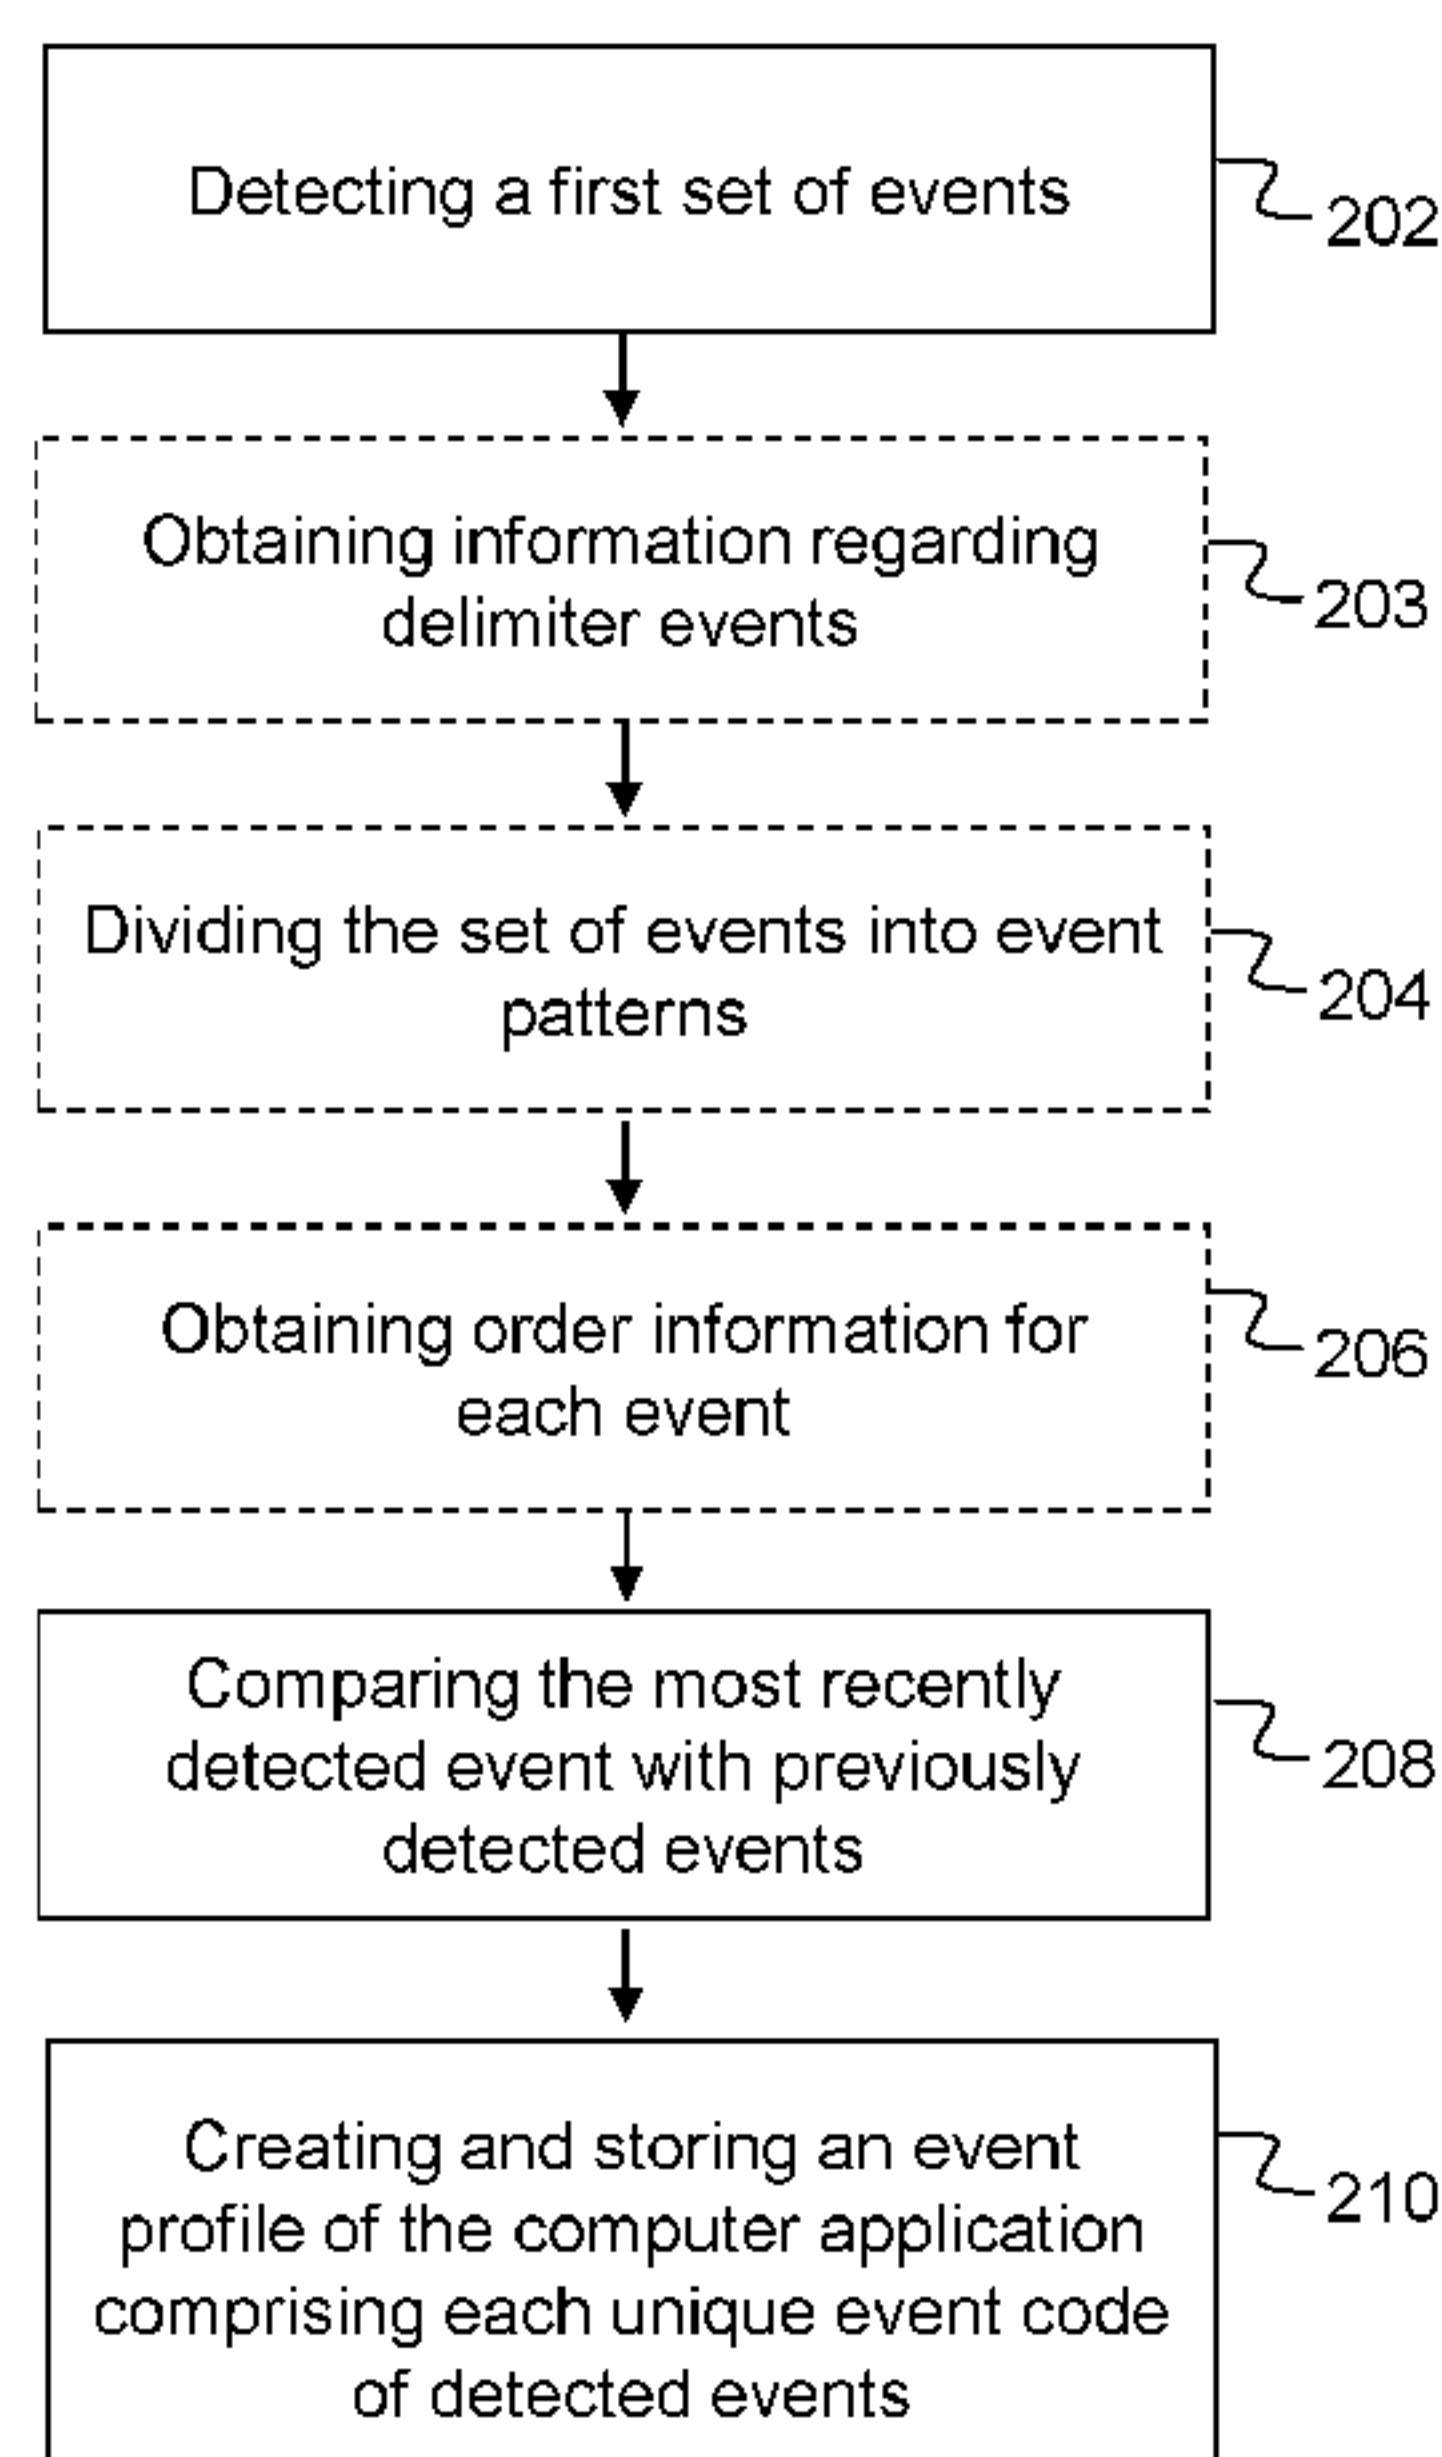 Detecting a first set of events
202
Obtaining information regarding
delimiter events
203
Dividing the set of events into event
patterns
204
Obtaining order information for
each event
206
Comparing the most recently
detected event with previously
detected events
208
Creating and storing an event
profile of the computer application
comprising each unique event code
of detected events
210